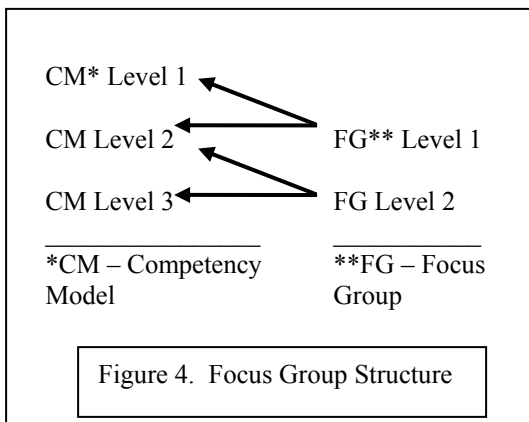 CM* Level 1
CM Level 2
FG** Level 1
CM Level 3
FG Level 2
*CM – Competency
Model
**FG – Focus
Group
Figure 4. Focus Group Structure